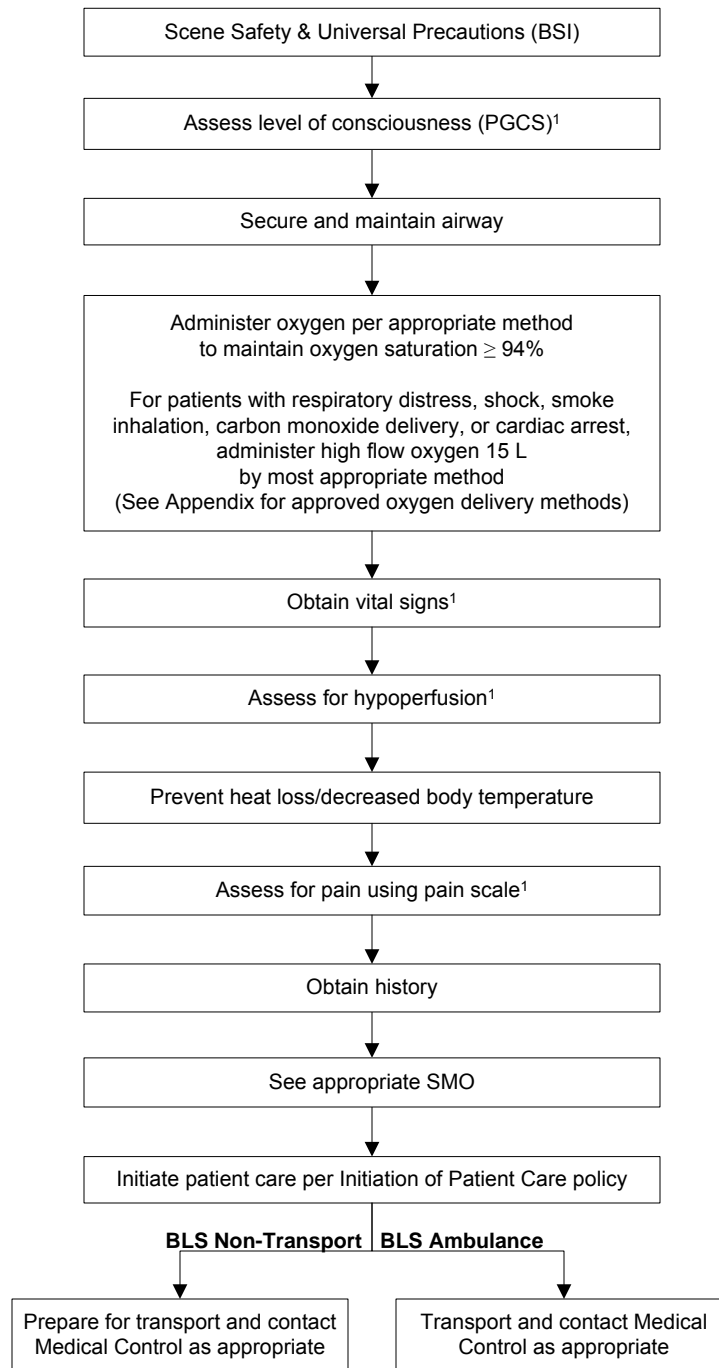 Scene Safety & Universal Precautions (BSI)
Assess level of consciousness (PGCS)¹
Secure and maintain airway
Administer oxygen per appropriate method
to maintain oxygen saturation ≥ 94%
For patients with respiratory distress, shock, smoke
inhalation, carbon monoxide delivery, or cardiac arrest,
administer high flow oxygen 15 L
by most appropriate method
(See Appendix for approved oxygen delivery methods)
Obtain vital signs¹
Assess for hypoperfusion¹
Prevent heat loss/decreased body temperature
Assess for pain using pain scale¹
Obtain history
See appropriate SMO
Initiate patient care per Initiation of Patient Care policy
BLS Non-Transport
BLS Ambulance
Prepare for transport and contact
Medical Control as appropriate
Transport and contact Medical
Control as appropriate